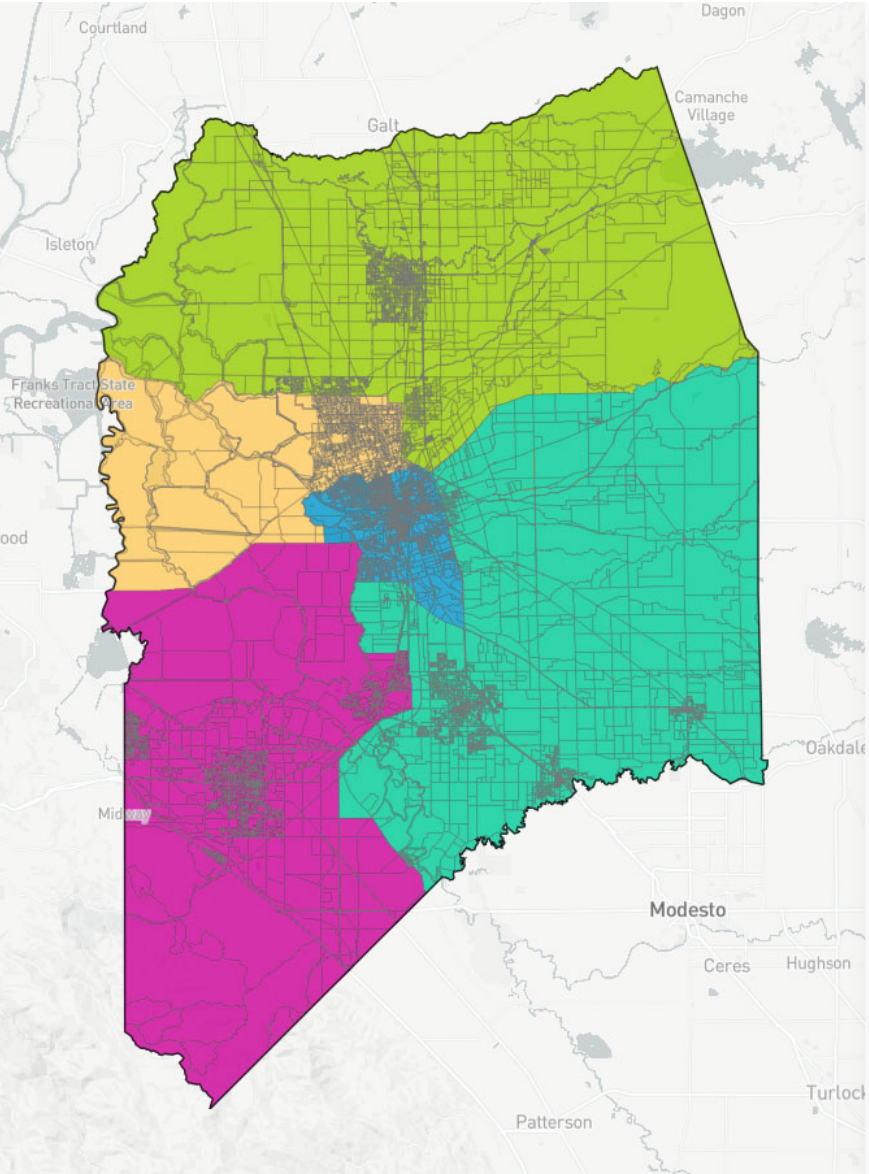 Dagon
Courtland
Camanche
Village
Galt
Isleton
Franks Tract State
Recreational Area
ood
Oakdale
Midway
Modesto
Ceres
Hughson
Turlock
Patterson